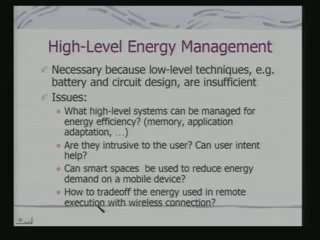 High-Level Energy Management
Necessary because low-level techniques, e.g.
battery and circuit design, are insufficient
Issues:
What high-level systems can be managed for
energy efficiency? (memory, application
adaptation, ...)
Are they intrusive to the user? Can user intent
help?
Can smart spaces be used to reduce energy
demand on a mobile device?
How to tradeoff the energy used in remote
execution with wireless connection?